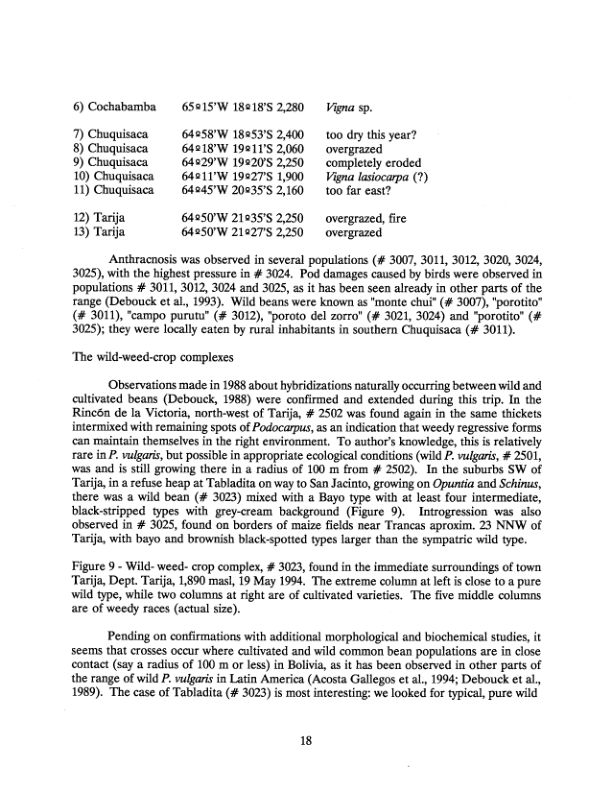 6) Cochabamba 65º15'W 18º18'S 2,280 Vigna sp.
7) Chuquisaca 64º58'W 18º53'S 2,400 too dry this year?
8) Chuquisaca 64º18'W 19º11'S 2,060 overgrazed
9) Chuquisaca 64º29'W 19º20'S 2,250 completely eroded
10) Chuquisaca 64º11'W 19º27'S 1,900 Vigna lasiocarpa (?)
11) Chuquisaca 64º45'W 20º35'S 2,160 too far east?
12) Tarija 64º50'W 21º35'S 2,250 overgrazed, fire
13) Tarija 64º50'W 21º27'S 2,250 overgrazed
Anthracnosis was observed in several populations (# 3007, 3011, 3012, 3020, 3024,
3025), with the highest pressure in # 3024. Pod damages caused by birds were observed in
populations # 3011, 3012, 3024 and 3025, as it has been seen already in other parts of the
range (Debouck et al., 1993). Wild beans were known as "monte chui" (# 3007), "porotito"
(# 3011), "campo purutu" (# 3012), "poroto del zorro" (# 3021, 3024) and "porotito" (#
3025); they were locally eaten by rural inhabitants in southern Chuquisaca (# 3011).
The wild-weed-crop complexes
Observations made in 1988 about hybridizations naturally occurring between wild and
cultivated beans (Debouck, 1988) were confirmed and extended during this trip. In the
Rincón de la Victoria, north-west of Tarija, # 2502 was found again in the same thickets
intermixed with remaining spots of Podocarpus, as an indication that weedy regressive forms
can maintain themselves in the right environment. To author's knowledge, this is relatively
rare in P. vulgaris, but possible in appropriate ecological conditions (wild P. vulgaris, # 2501,
was and is still growing there in a radius of 100 m from # 2502). In the suburbs SW of
Tarija, in a refuse heap at Tabladita on way to San Jacinto, growing on Opuntia and Schinus,
there was a wild bean (# 3023) mixed with a Bayo type with at least four intermediate,
black-stripped types with grey-cream background (Figure 9). Introgression was also
observed in # 3025, found on borders of maize fields near Trancas aproxim. 23 NNW of
Tarija, with bayo and brownish black-spotted types larger than the sympatric wild type.
Figure 9 - Wild- weed- crop complex, # 3023, found in the immediate surroundings of town
Tarija, Dept. Tarija, 1,890 masl, 19 May 1994. The extreme column at left is close to a pure
wild type, while two columns at right are of cultivated varieties. The five middle columns
are of weedy races (actual size).
Pending on confirmations with additional morphological and biochemical studies, it
seems that crosses occur where cultivated and wild common bean populations are in close
contact (say a radius of 100 m or less) in Bolivia, as it has been observed in other parts of
the range of wild P. vulgaris in Latin America (Acosta Gallegos et al., 1994; Debouck et al.,
1989). The case of Tabladita (# 3023) is most interesting: we looked for typical, pure wild
18